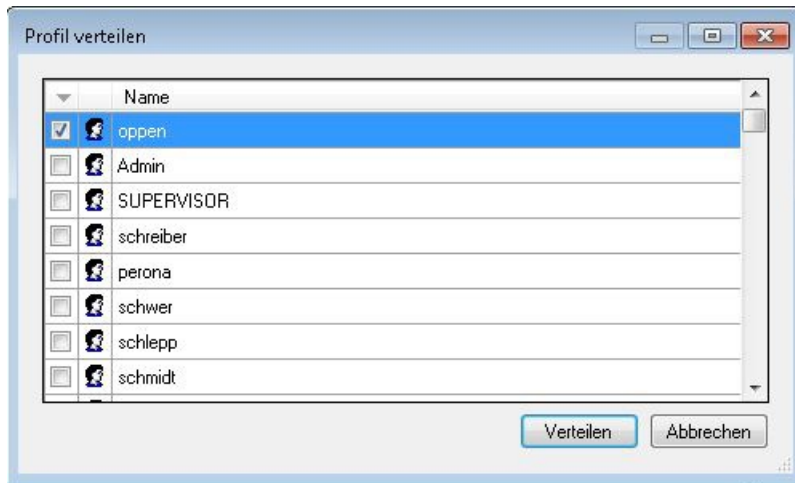 Profil verteilen
Name
oppen
Admin
SUPERVISOR
schreiber
perona
schwer
schlepp
schmidt
Verteilen Abbrechen